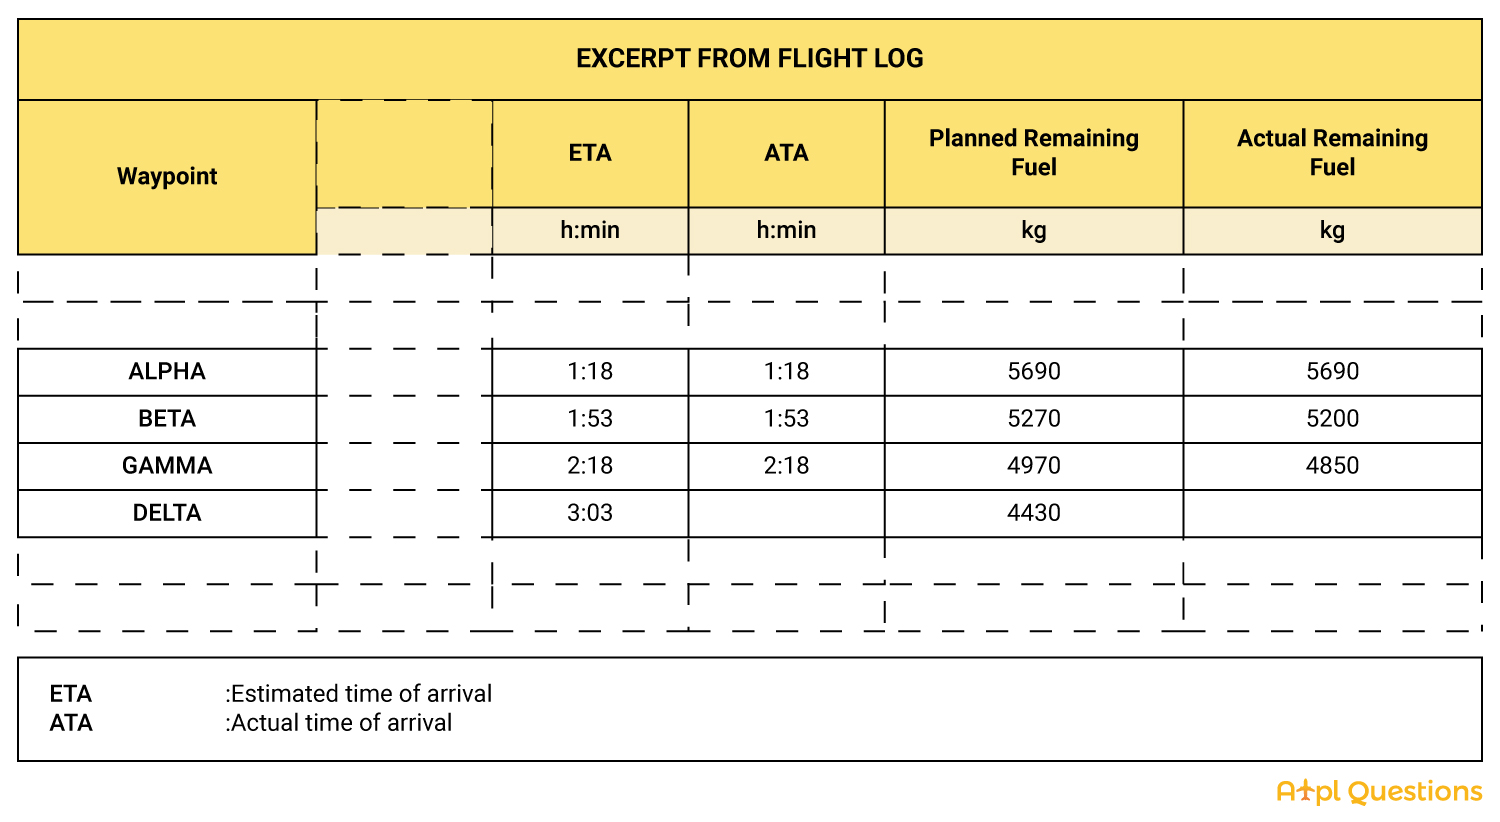 EXCERPT FROM FLIGHT LOG
Waypoint
ETA
ATA
Planned Remaining
Fuel
Actual Remaining
Fuel
h:min
h:min
kg
kg
ALPHA 1:18 1:18 5690 5690
BETA 1:53 1:53 5270 5200
GAMMA 2:18 2:18 4970 4850
DELTA 3:03 4430
ETA :Estimated time of arrival
ATA :Actual time of arrival
Atpl Questions